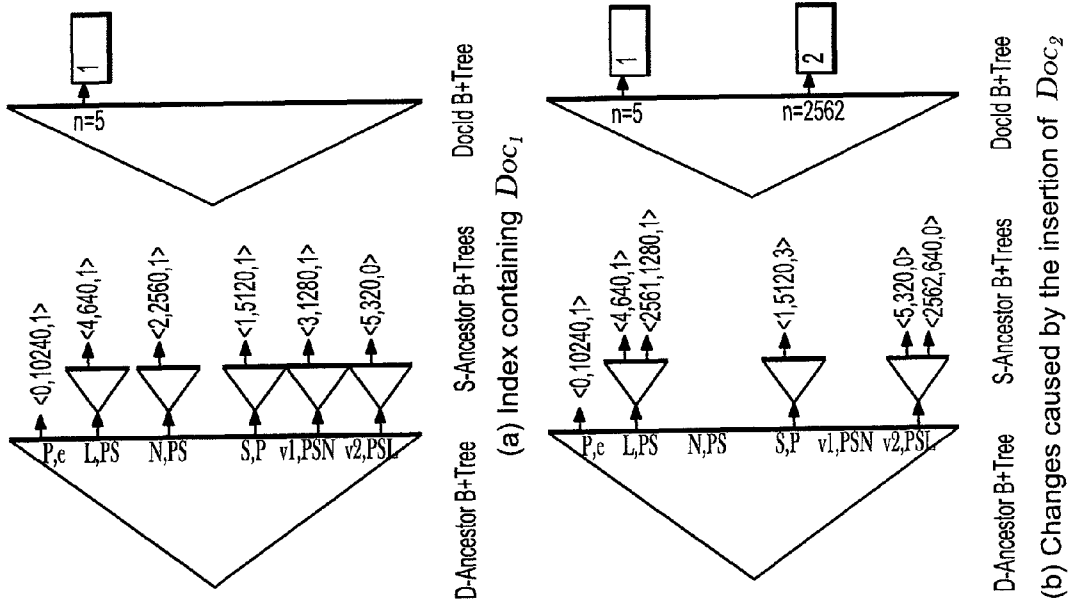 P,e
L,PS
N,PS
S,P
v1,PSN
v2,PSL
<0,10240,1>
<4,640,1>
<2,2560,1>
<1,5120,1>
<3,1280,1>
<5,320,0>
n=5
1
D-Ancestor B+Tree
S-Ancestor B+Trees
DocId B+Tree
(a) Index containing Doc1
P,e
L,PS
N,PS
S,P
v1,PSN
v2,PSL
<0,10240,1>
<4,640,1>
<2561,1280,1>
<1,5120,3>
<5,320,0>
<2562,640,0>
n=5
1
n=2562
2
D-Ancestor B+Tree
S-Ancestor B+Trees
DocId B+Tree
(b) Changes caused by the insertion of Doc2